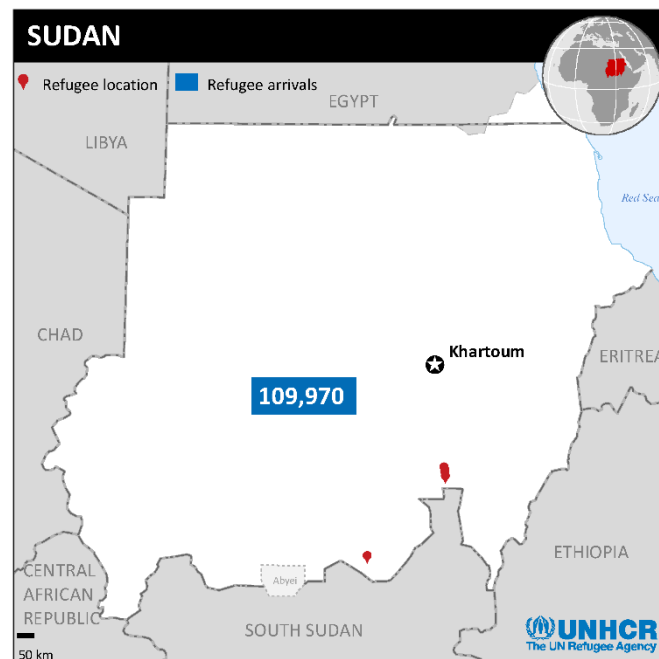 SUDAN
Refugee location
Refugee arrivals
EGYPT
LIBYA
Red Sea
CHAD
Khartoum
ERITREA
109,970
ETHIOPIA
CENTRAL
AFRICAN
REPUBLIC
Abyei
SOUTH SUDAN
UNHCR
The UN Refugee Agency
50 km